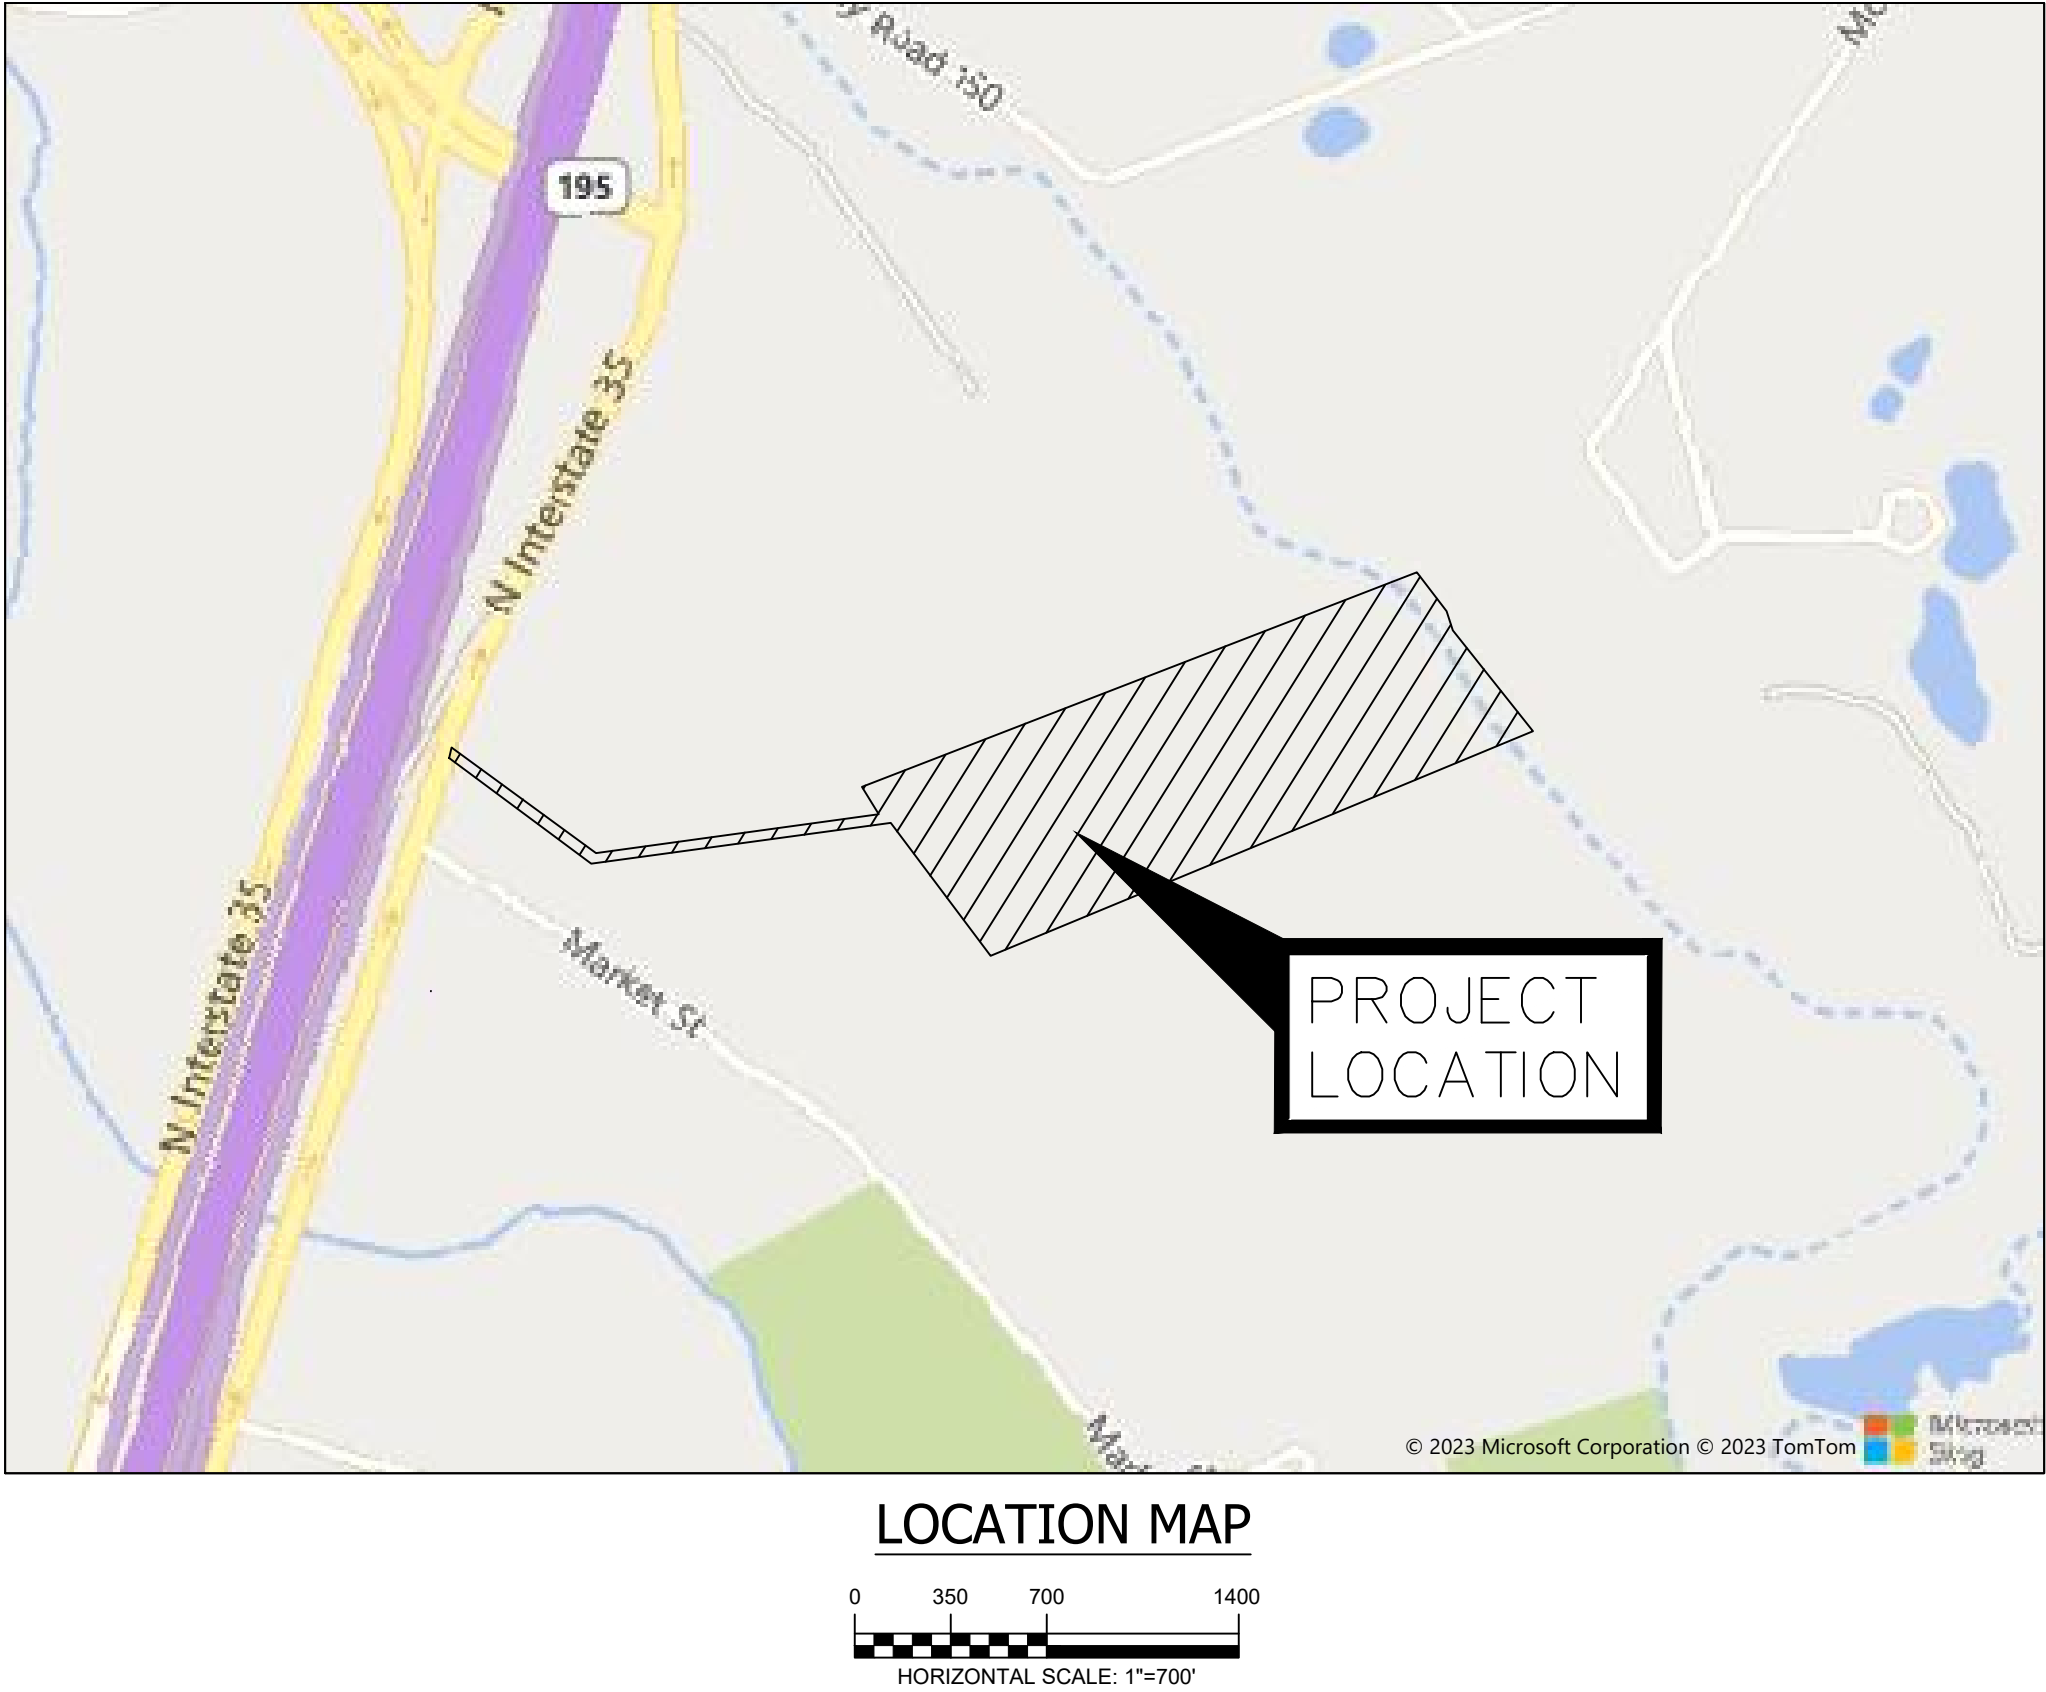 y Road 150
Mc
195
N Interstate 35
N Interstate 35
Market St
PROJECT
LOCATION
© 2023 Microsoft Corporation © 2023 TomTom
LOCATION MAP
0 350 700 1400
HORIZONTAL SCALE: 1"=700'